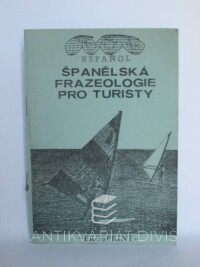 ESPAÑOL
ŠPANĚLSKÁ
FRAZEOLOGIE
PRO TURISTY
ANTIKVARIÁT DIVIŠ